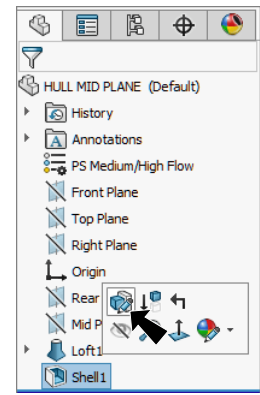 HULL MID PLANE (Default)
History
A Annotations
PS Medium/High Flow
Front Plane
Top Plane
Right Plane
Origin
Rear
Mid P
Loft1
Shell1